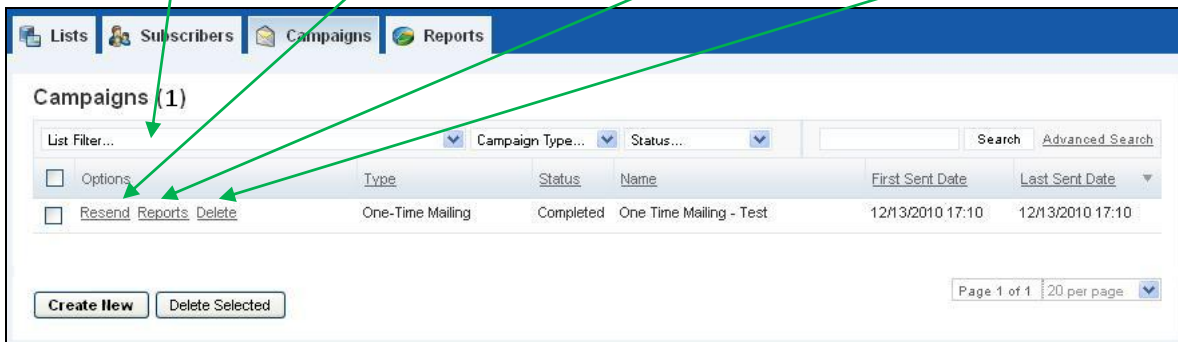 Lists Subscribers Campaigns Reports
Campaigns (1)
List Filter... Campaign Type... Status... Search Advanced Search
Options Type Status Name First Sent Date Last Sent Date
Resend Reports Delete One-Time Mailing Completed One Time Mailing - Test 12/13/2010 17:10 12/13/2010 17:10
Page 1 of 1 20 per page
Create New Delete Selected